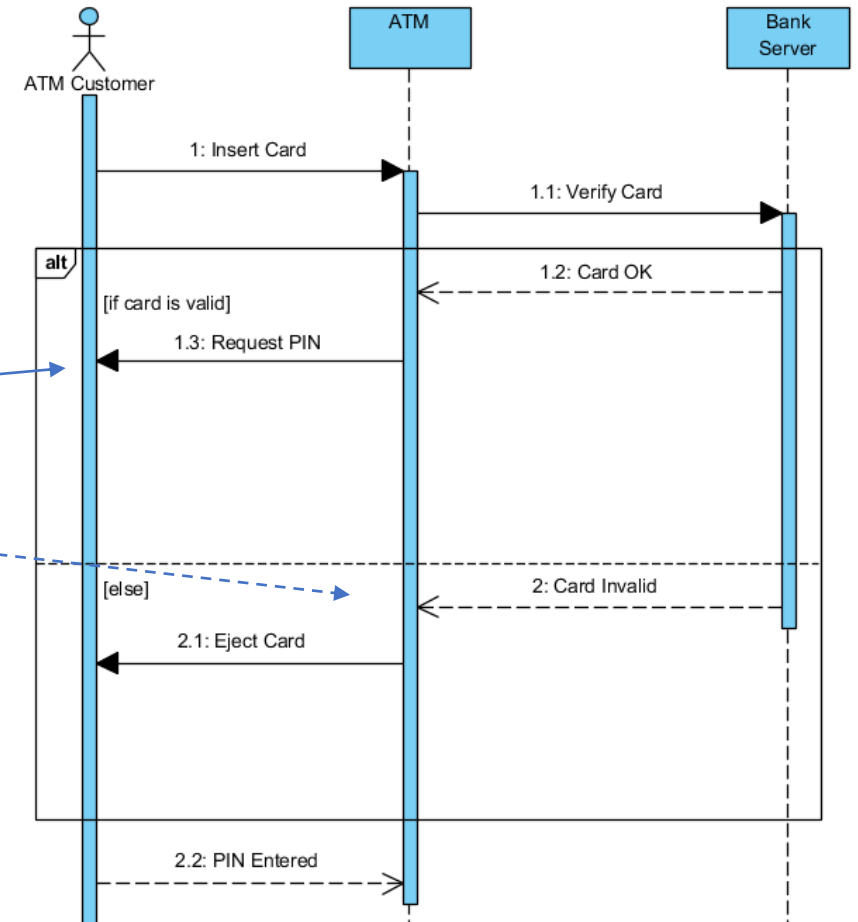 ATM
Bank
Server
ATM Customer
1: Insert Card
1.1: Verify Card
alt
1.2: Card OK
[if card is valid]
1.3: Request PIN
[else]
2: Card Invalid
2.1: Eject Card
2.2: PIN Entered